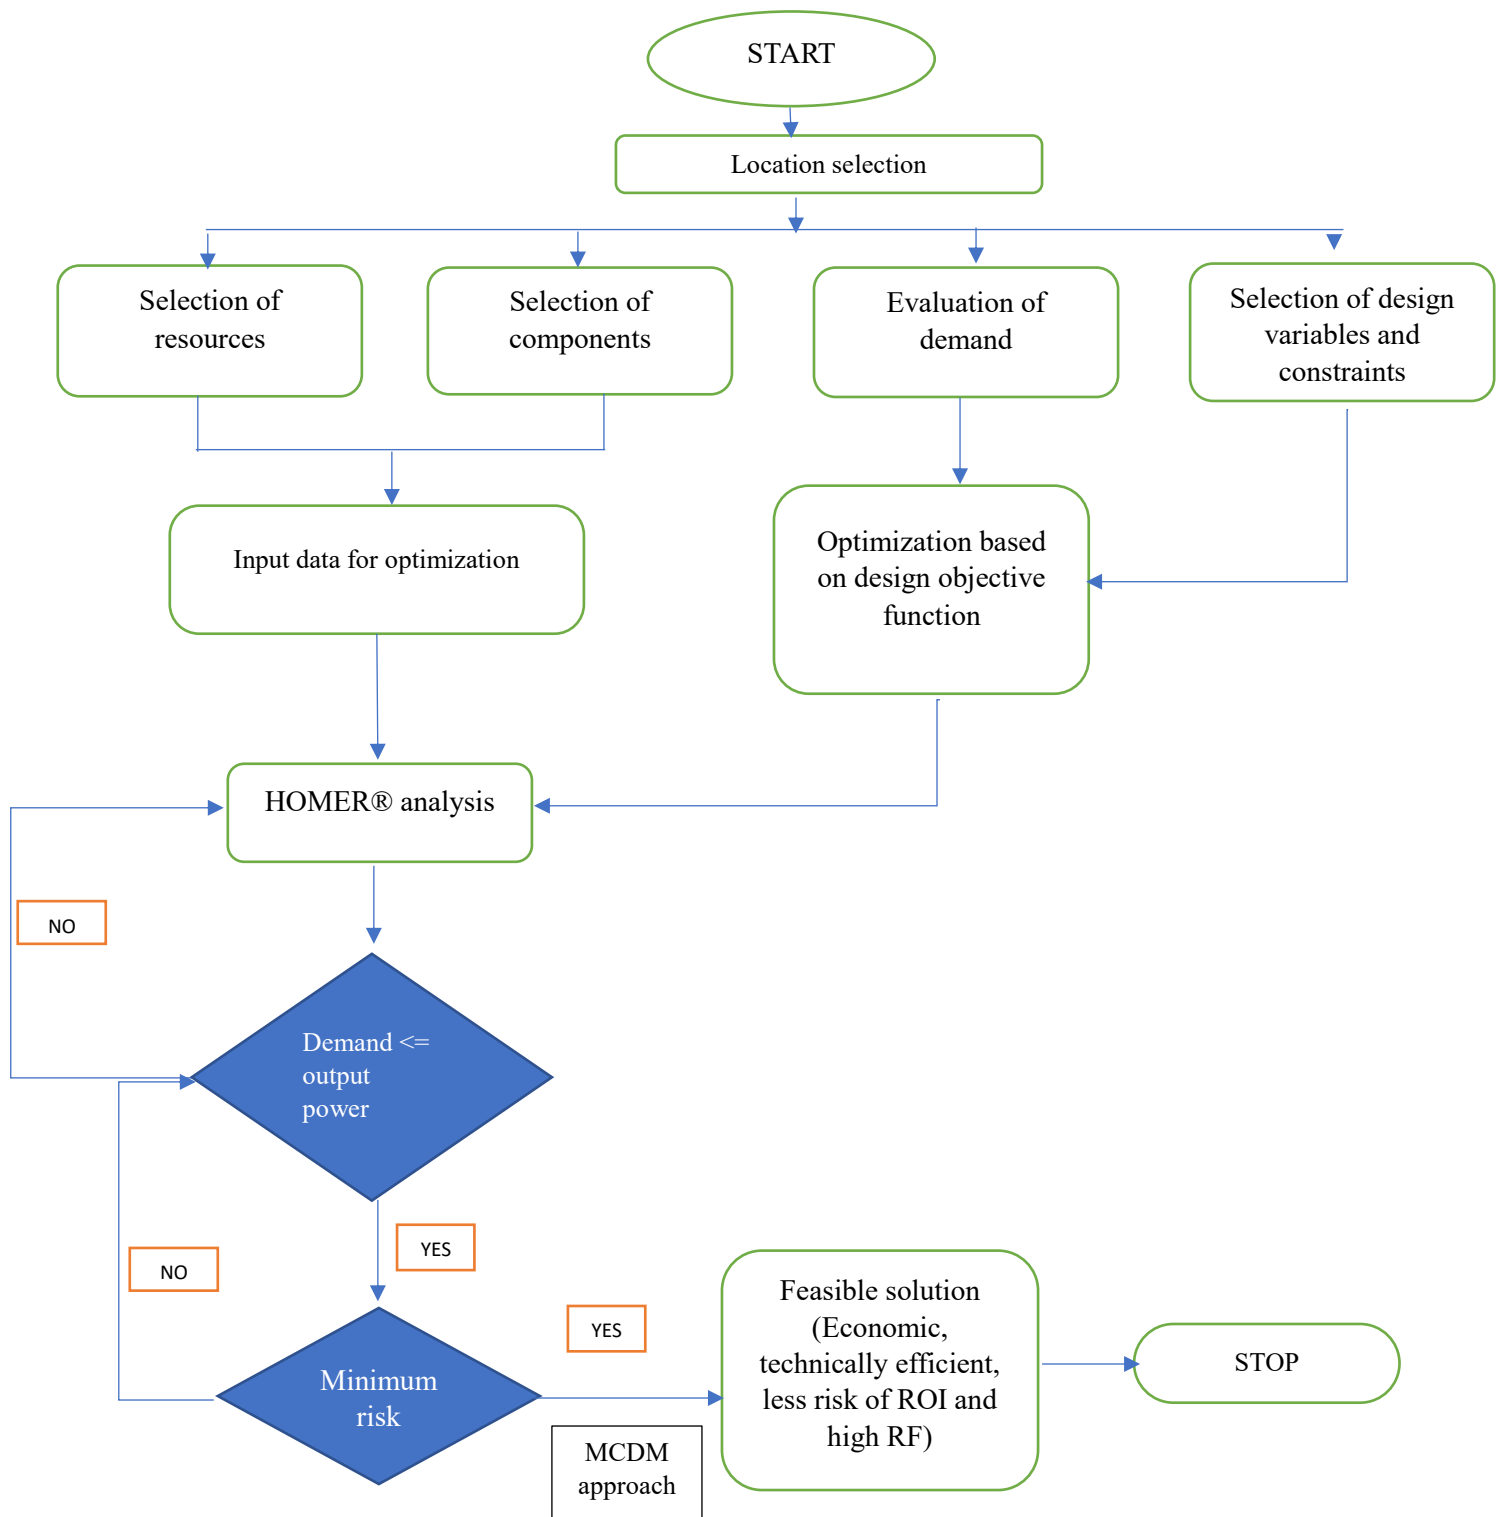 START
Location selection
Selection of
resources
Selection of
components
Evaluation of
demand
Selection of design
variables and
constraints
Input data for optimization
Optimization based
on design objective
function
HOMER® analysis
NO
Demand <=
output
power
YES
NO
Minimum
risk
YES
MCDM
approach
Feasible solution
(Economic,
technically efficient,
less risk of ROI and
high RF)
STOP